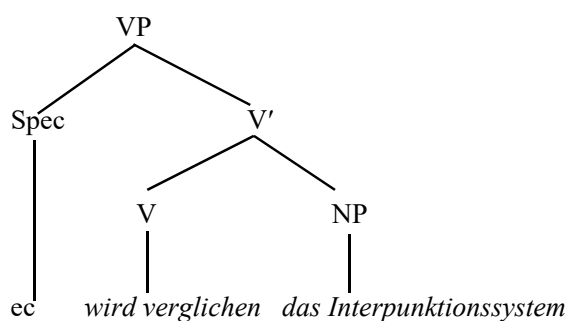 VP
Spec V′
V NP
ec wird verglichen das Interpunktionssystem